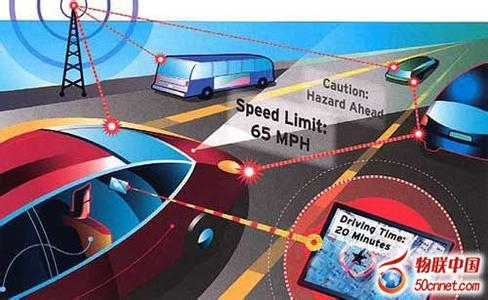 Caution:
Hazard Ahead
Speed Limit:
65 MPH
Driving Time:
20 Minutes
物联中国
50cnnet.com